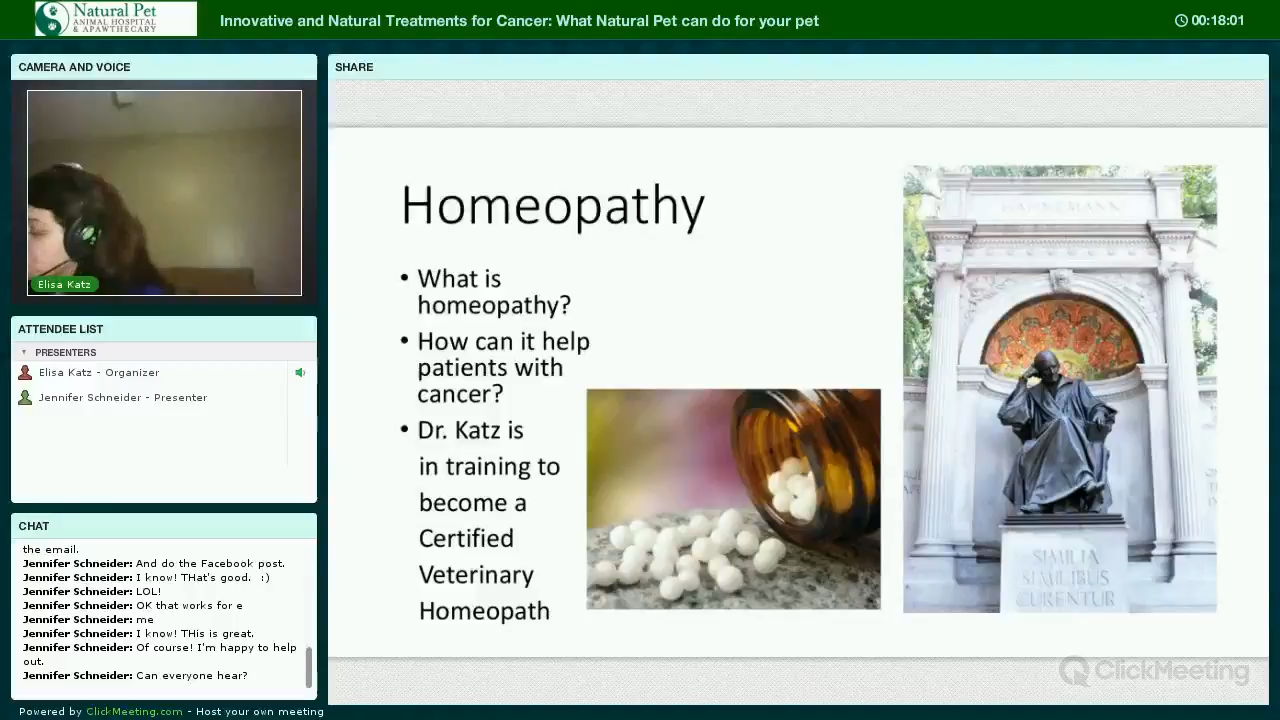 Natural Pet
ANIMAL HOSPITAL
& APAWTHECARY
Innovative and Natural Treatments for Cancer: What Natural Pet can do for your pet
00:18:01
CAMERA AND VOICE
Elisa Katz
ATTENDEE LIST
PRESENTERS
Elisa Katz - Organizer
Jennifer Schneider - Presenter
CHAT
the email.
Jennifer Schneider: And do the Facebook post.
Jennifer Schneider: I know! THat's good. :)
Jennifer Schneider: LOL!
Jennifer Schneider: OK that works for e
Jennifer Schneider: me
Jennifer Schneider: I know! THis is great.
Jennifer Schneider: Of course! I'm happy to help
out.
Jennifer Schneider: Can everyone hear?
Powered by ClickMeeting.com - Host your own meeting
SHARE
Homeopathy
• What is
homeopathy?
• How can it help
patients with
cancer?
• Dr. Katz is
in training to
become a
Certified
Veterinary
Homeopath
HAHNEMANN
SIMILIA
SIMILIBUS
CURENTUR
ClickMeeting